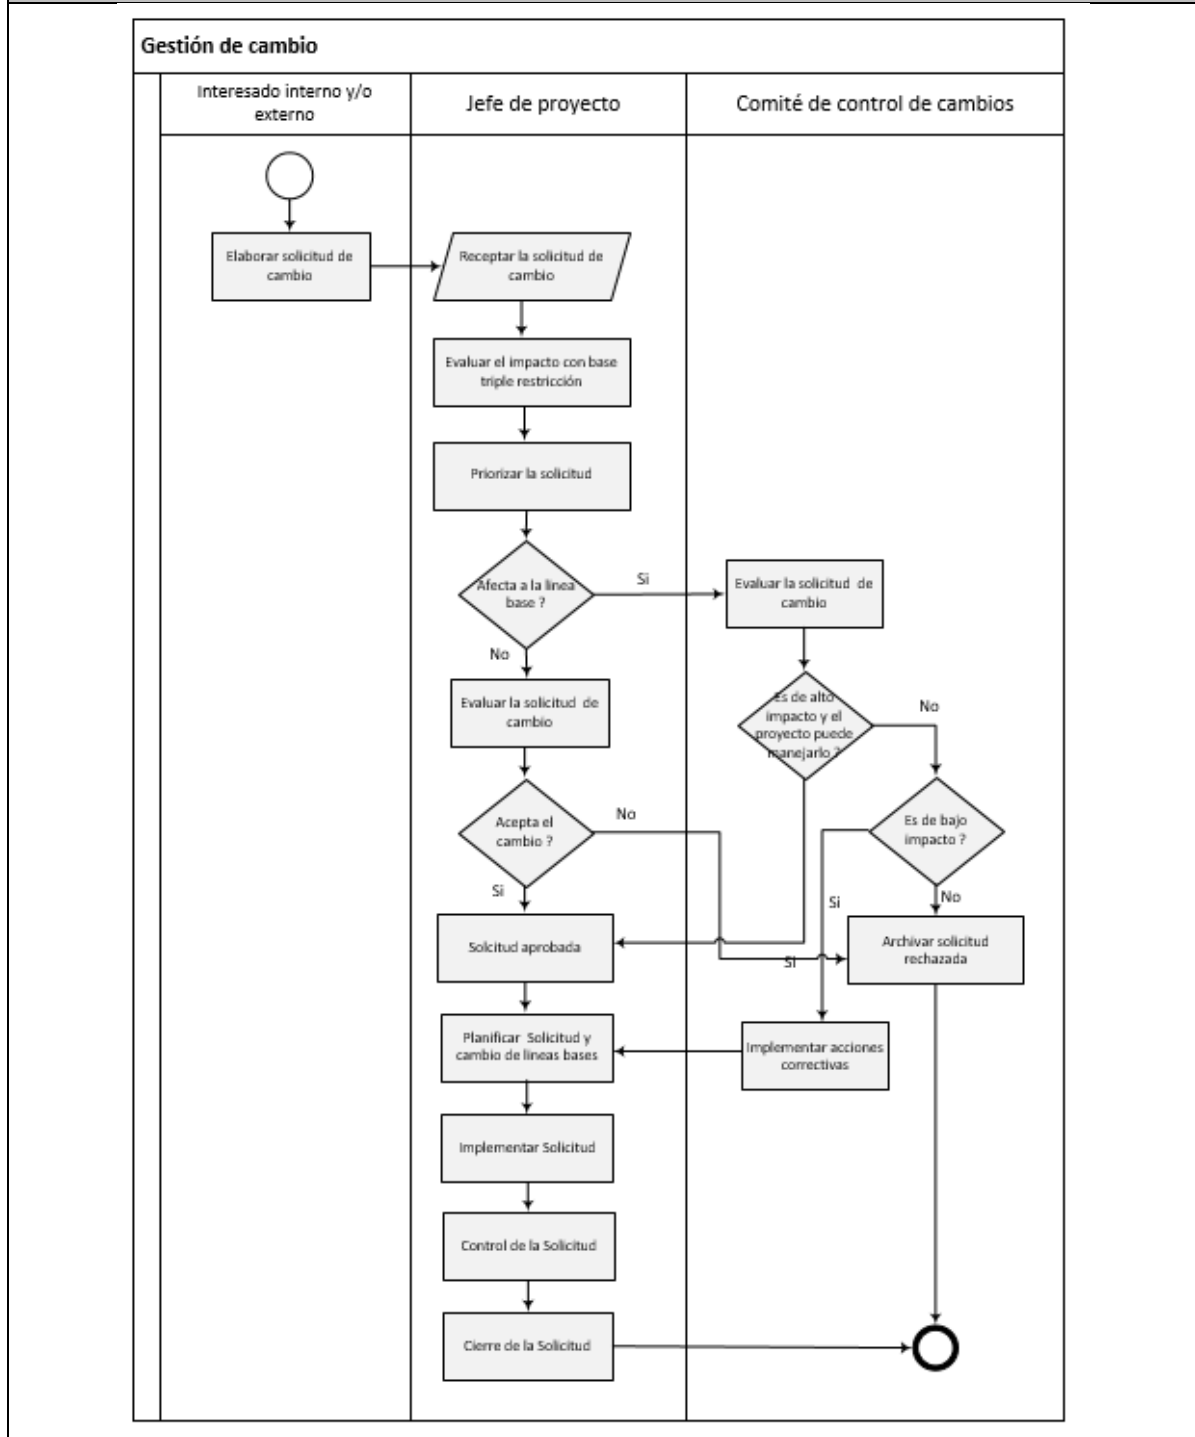 Gestión de cambio
Interesado interno y/o
externo
Jefe de proyecto
Comité de control de cambios
Elaborar solicitud de
cambio
Receptar la solicitud de
cambio
Evaluar el impacto con base
triple restricción
Priorizar la solicitud
Afecta a la linea
base ?
Si
Evaluar la solicitud de
cambio
No
Evaluar la solicitud de
cambio
Es de alto
impacto y el
proyecto puede
manejarlo ?
No
Acepta el
cambio ?
No
Es de bajo
impacto ?
Si
Si
No
Solcitud aprobada
Si
Archivar solicitud
rechazada
Planificar Solicitud y
cambio de lineas bases
Implementar acciones
correctivas
Implementar Solicitud
Control de la Solicitud
Cierre de la Solicitud